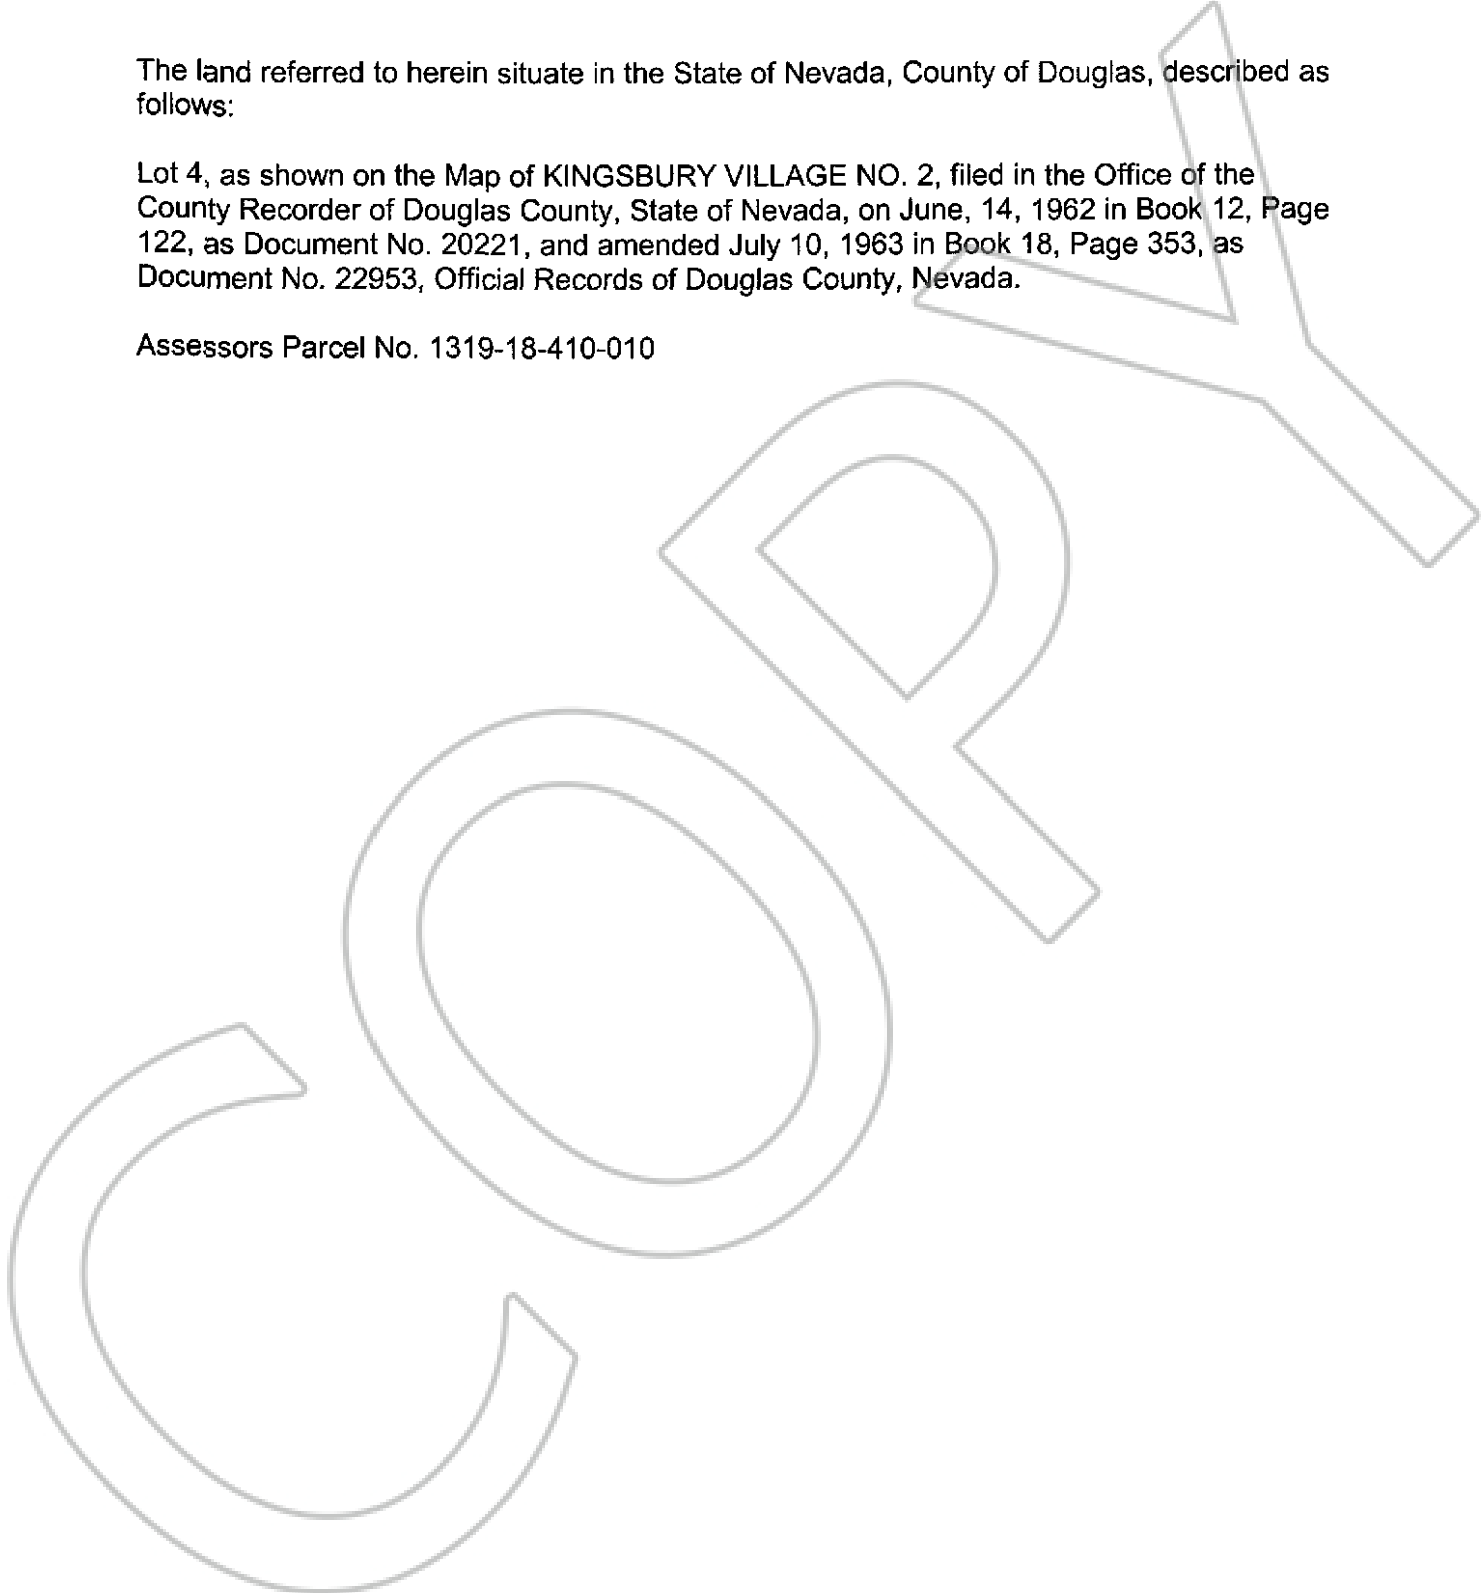 The land referred to herein situate in the State of Nevada, County of Douglas, described as
follows:
Lot 4, as shown on the Map of KINGSBURY VILLAGE NO. 2, filed in the Office of the
County Recorder of Douglas County, State of Nevada, on June, 14, 1962 in Book 12, Page
122, as Document No. 20221, and amended July 10, 1963 in Book 18, Page 353, as
Document No. 22953, Official Records of Douglas County, Nevada.
Assessors Parcel No. 1319-18-410-010
COPY